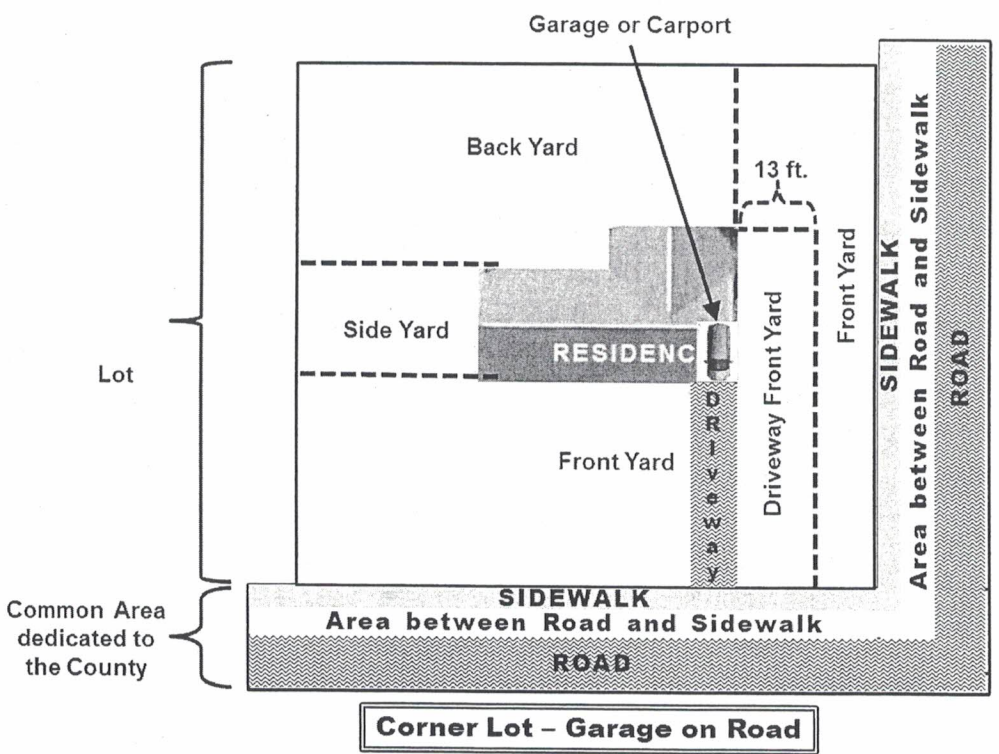 Garage or Carport
Back Yard
13 ft.
Side Yard
RESIDENC
Lot
Front Yard
DRIveway
Driveway Front Yard
Front Yard
SIDEWALK
Area between Road and Sidewalk
ROAD
SIDEWALK
Area between Road and Sidewalk
ROAD
Common Area
dedicated to
the County
Corner Lot – Garage on Road